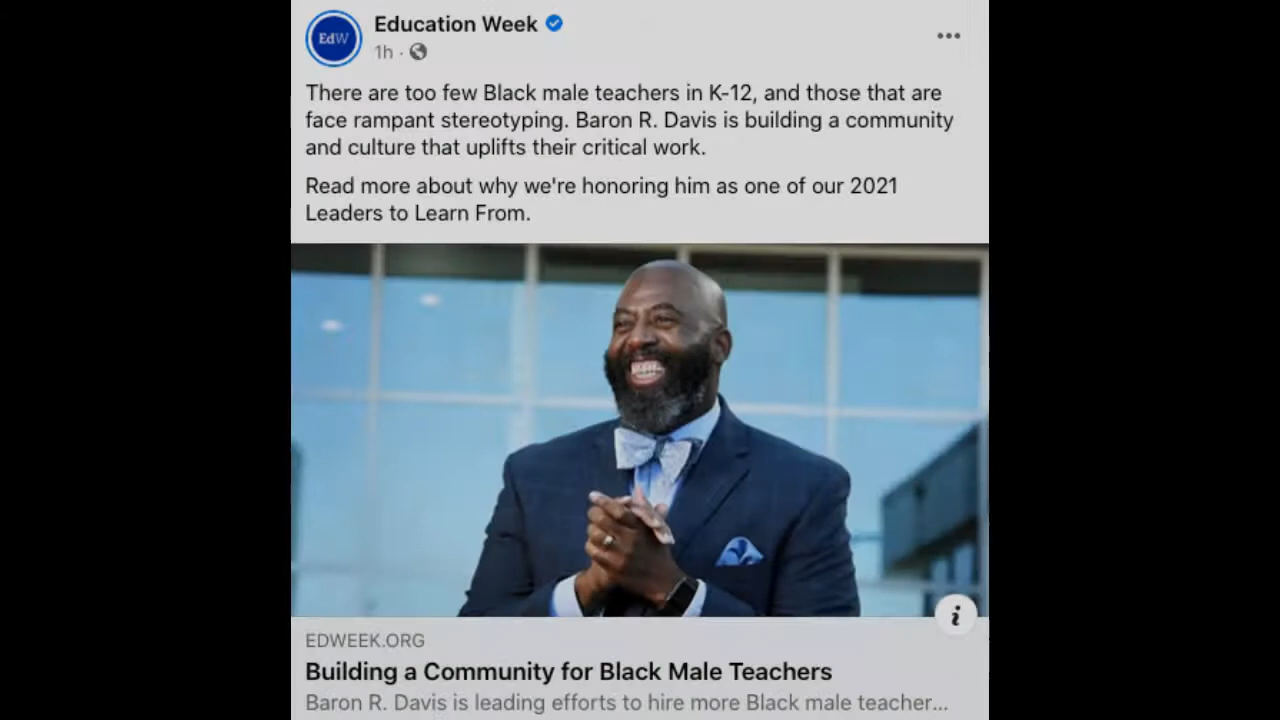 EdW
Education Week
1h ·
There are too few Black male teachers in K-12, and those that are
face rampant stereotyping. Baron R. Davis is building a community
and culture that uplifts their critical work.
Read more about why we're honoring him as one of our 2021
Leaders to Learn From.
i
EDWEEK.ORG
Building a Community for Black Male Teachers
Baron R. Davis is leading efforts to hire more Black male teacher...